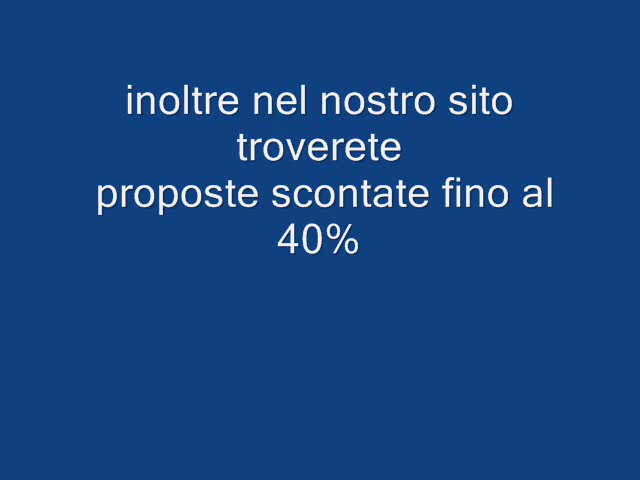 inoltre nel nostro sito
troverete
proposte scontate fino al
40%